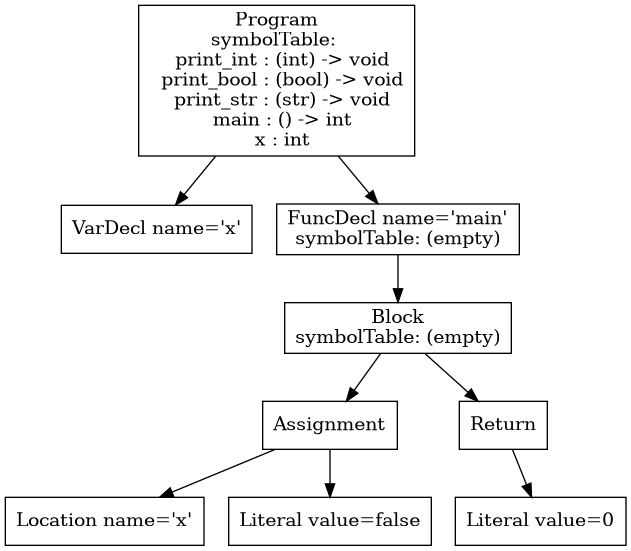 Program
symbolTable:
print_int : (int) -> void
print_bool : (bool) -> void
print_str : (str) -> void
main : () -> int
x : int
VarDecl name='x'
FuncDecl name='main'
symbolTable: (empty)
Block
symbolTable: (empty)
Assignment
Return
Location name='x'
Literal value=false
Literal value=0